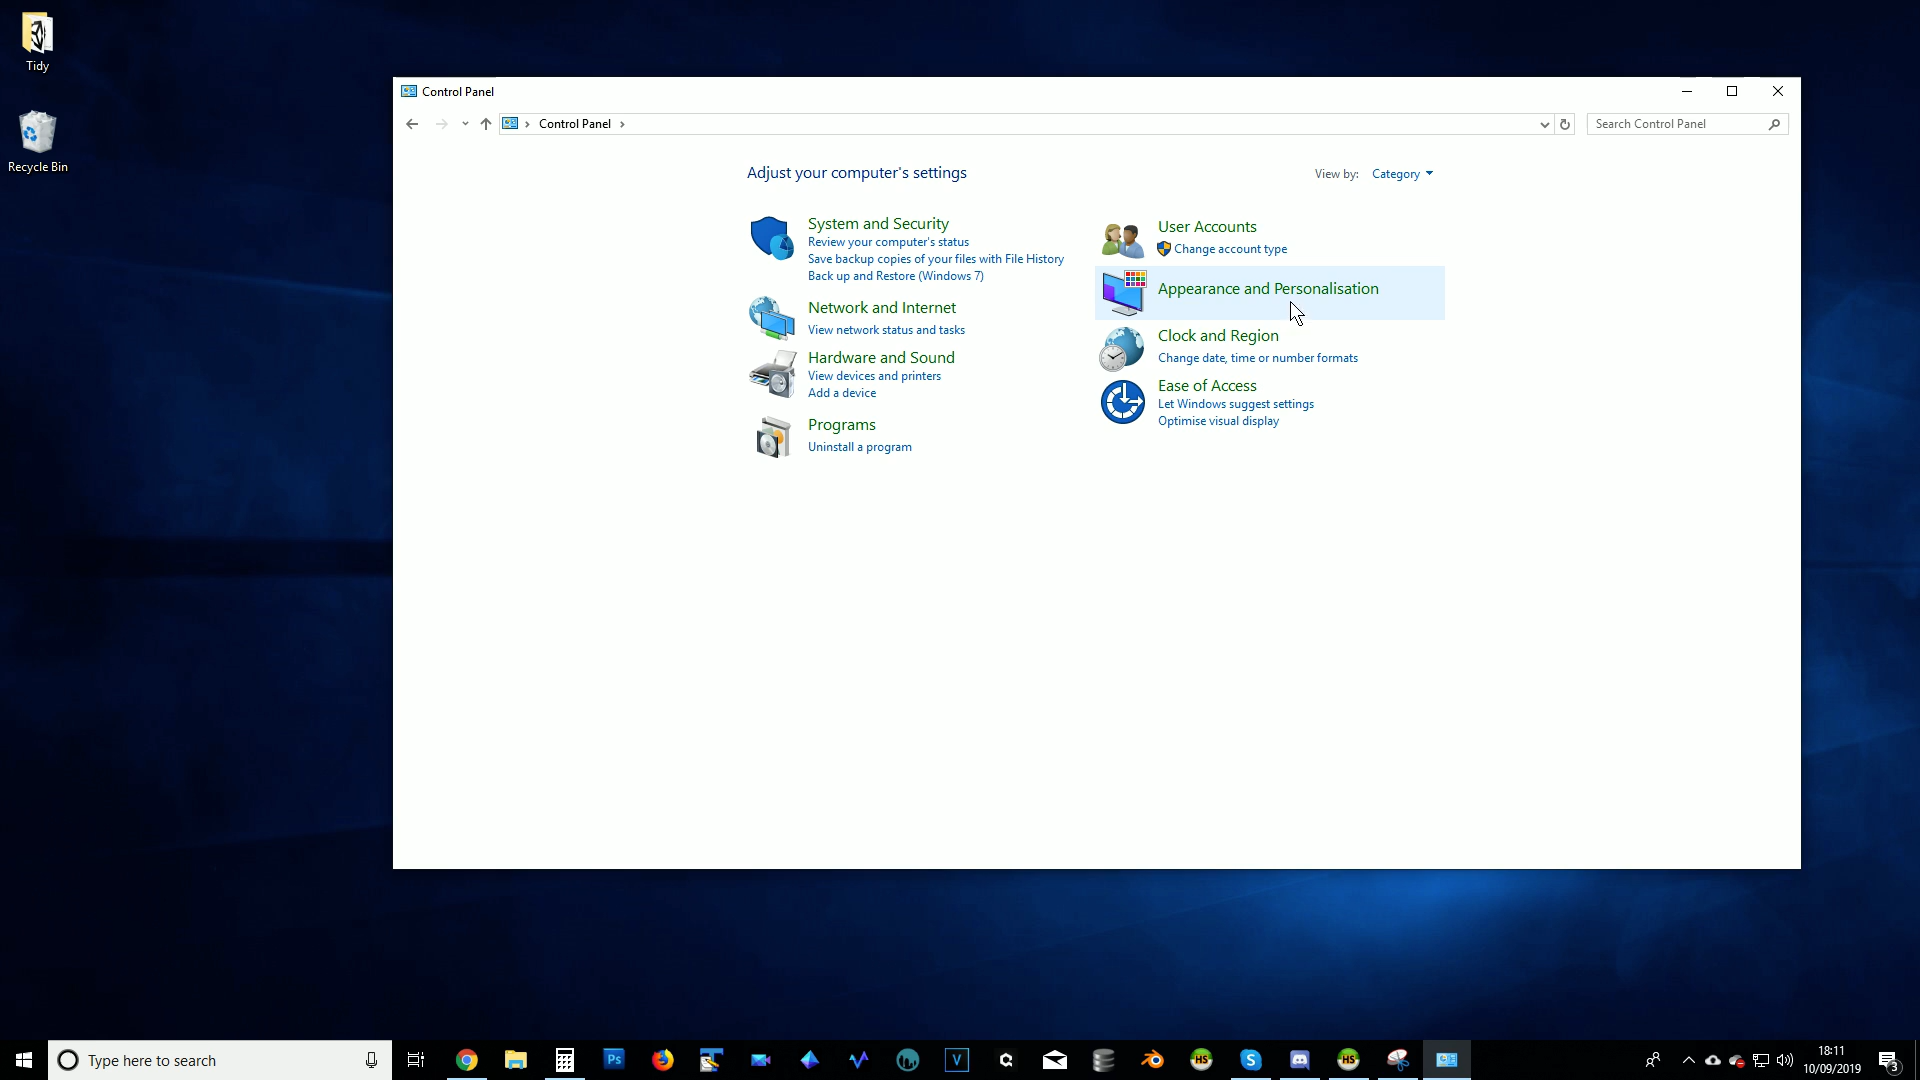 Tidy
Recycle Bin
Control Panel
Control Panel
Search Control Panel
Adjust your computer's settings
View by: Category
System and Security
Review your computer's status
Save backup copies of your files with File History
Back up and Restore (Windows 7)
Network and Internet
View network status and tasks
Hardware and Sound
View devices and printers
Add a device
Programs
Uninstall a program
User Accounts
Change account type
Appearance and Personalisation
Clock and Region
Change date, time or number formats
Ease of Access
Let Windows suggest settings
Optimise visual display
Type here to search
Ps
V
HS
S
HS
18:11
10/09/2019
3